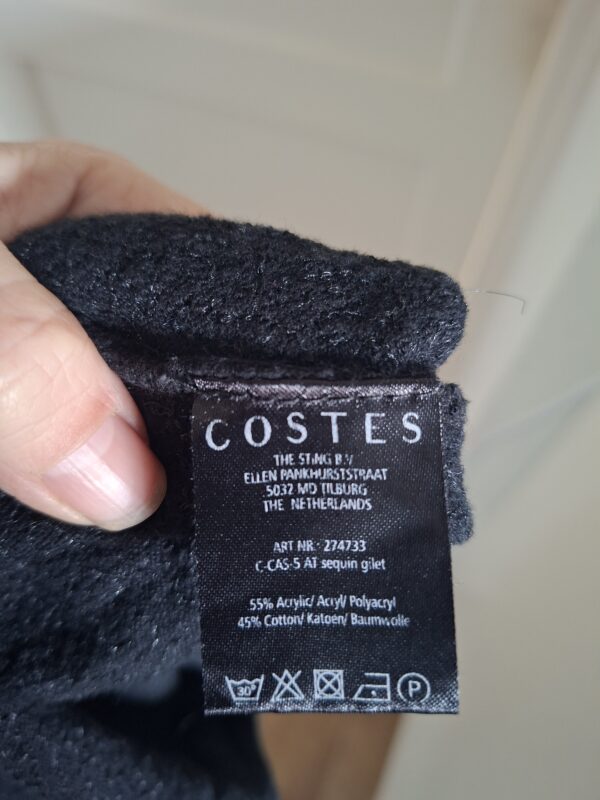 COSTES
THE STING B.V
ELLEN PANKHURSTSTRAAT
5032 MD TILBURG
THE NETHERLANDS
ART NR: 274733
C-CAS-5 AT sequin gilet
55% Acrylic/ Acryl/ Polyacryl
45% Cotton/ Katoen/ Baumwolle
30° P